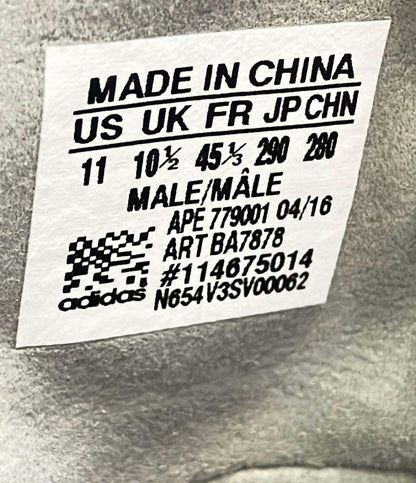 MADE IN CHINA
US UK FR JP CHN
11 10½ 45⅓ 290 280
MALE/MÂLE
APE 779001 04/16
ART BA7878
#114675014
adidas N654V3SV00062